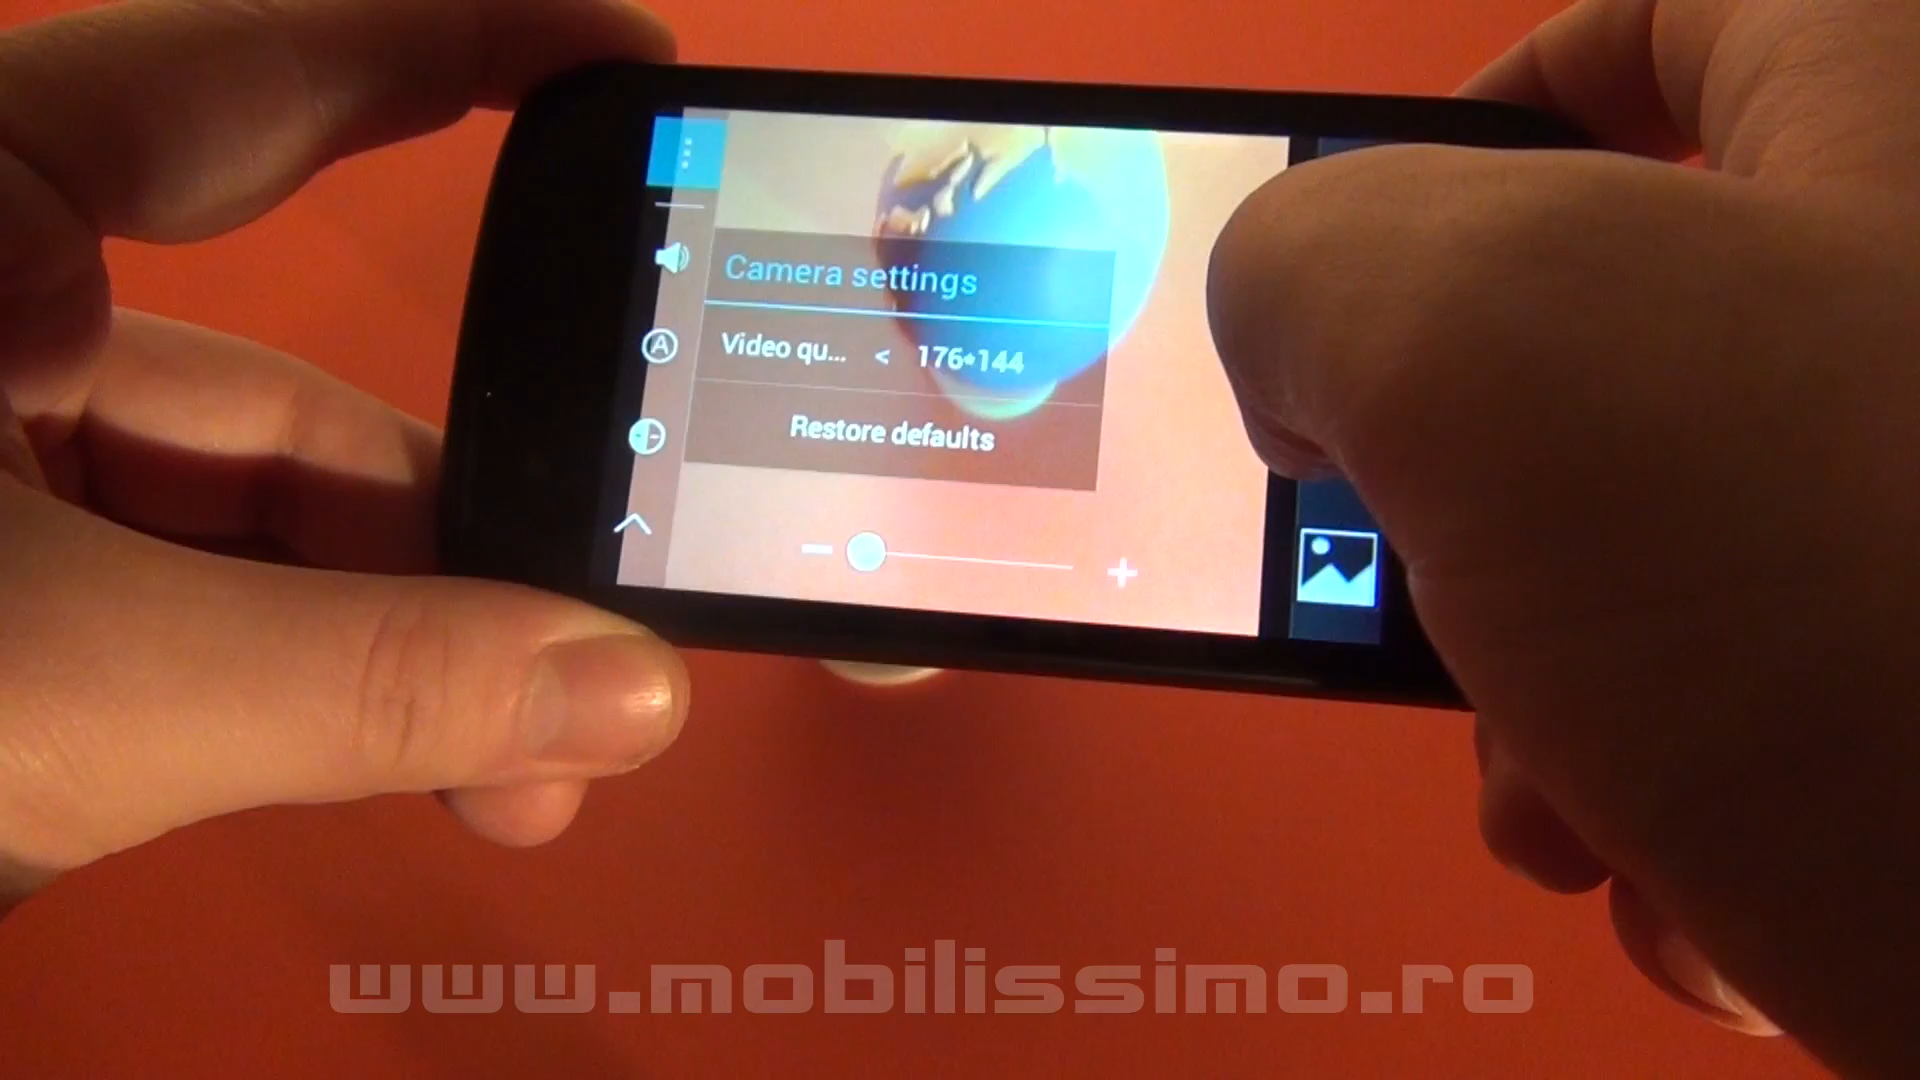 Camera settings
Video qu... < 176*144
A
Restore defaults
www.mobilissimo.ro